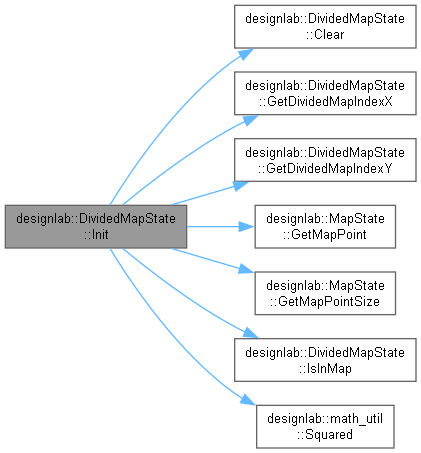 designlab::DividedMapState
::Init
designlab::DividedMapState
::Clear
designlab::DividedMapState
::GetDividedMapIndexX
designlab::DividedMapState
::GetDividedMapIndexY
designlab::MapState
::GetMapPoint
designlab::MapState
::GetMapPointSize
designlab::DividedMapState
::IsInMap
designlab::math_util
::Squared